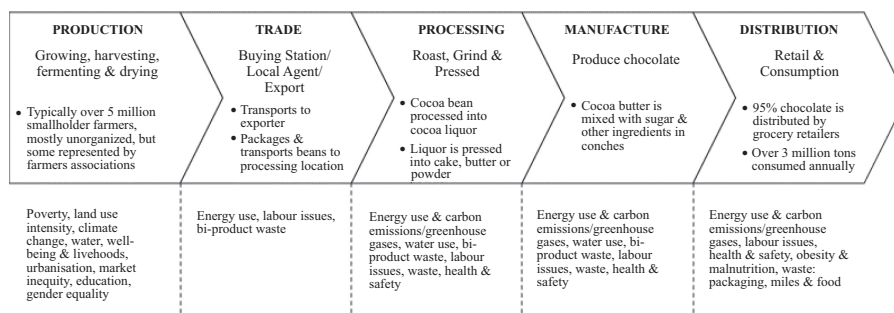 PRODUCTION
Growing, harvesting,
fermenting & drying
• Typically over 5 million
smallholder farmers,
mostly unorganized, but
some represented by
farmers associations
TRADE
Buying Station/
Local Agent/
Export
• Transports to
exporter
• Packages &
transports beans to
processing location
PROCESSING
Roast, Grind &
Pressed
• Cocoa bean
processed into
cocoa liquor
• Liquor is pressed
into cake, butter or
powder
MANUFACTURE
Produce chocolate
• Cocoa butter is
mixed with sugar &
other ingredients in
conches
DISTRIBUTION
Retail &
Consumption
• 95% chocolate is
distributed by
grocery retailers
• Over 3 million tons
consumed annually
Poverty, land use
intensity, climate
change, water, well-
being & livehoods,
urbanisation, market
inequity, education,
gender equality
Energy use, labour issues,
bi-product waste
Energy use & carbon
emissions/greenhouse
gases, water use, bi-
product waste, labour
issues, waste, health &
safety
Energy use & carbon
emissions/greenhouse
gases, water use, bi-
product waste, labour
issues, waste, health &
safety
Energy use & carbon
emissions/greenhouse
gases, labour issues,
health & safety, obesity &
malnutrition, waste:
packaging, miles & food